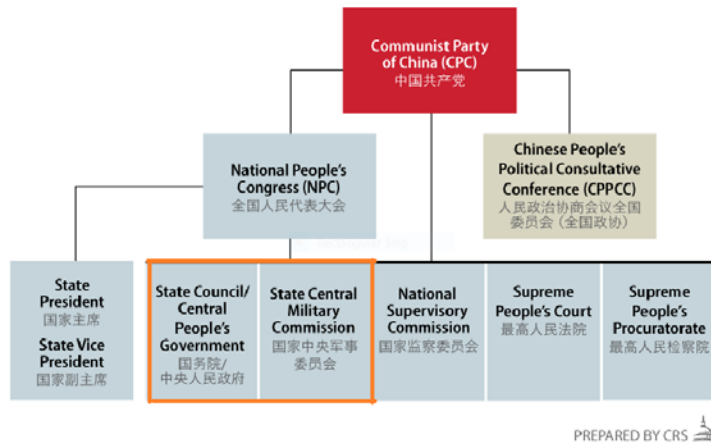 Communist Party
of China (CPC)
中国共产党
National People's
Congress (NPC)
全国人民代表大会
Chinese People's
Political Consultative
Conference (CPPCC)
人民政治协商会议全国
委员会（全国政协）
State
President
国家主席
State Vice
President
国家副主席
State Council/
Central
People's
Government
国务院/
中央人民政府
State Central
Military
Commission
国家中央军事
委员会
National
Supervisory
Commission
国家监察委员会
Supreme
People's Court
最高人民法院
Supreme
People's
Procuratorate
最高人民检察院
PREPARED BY CRS